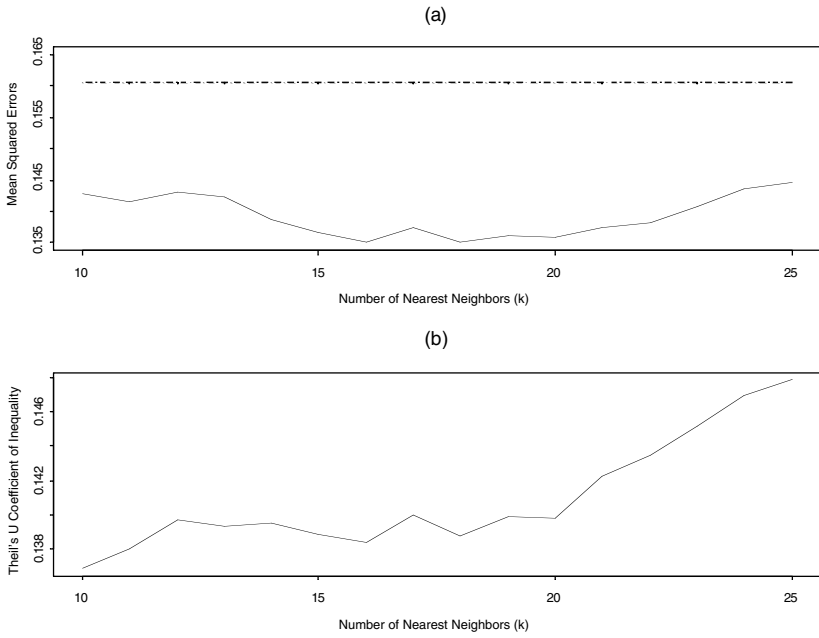 (a)
Mean Squared Errors
0.165
0.155
0.145
0.135
10
15
20
25
Number of Nearest Neighbors (k)
(b)
Theil's U Coefficient of Inequality
0.146
0.142
0.138
10
15
20
25
Number of Nearest Neighbors (k)